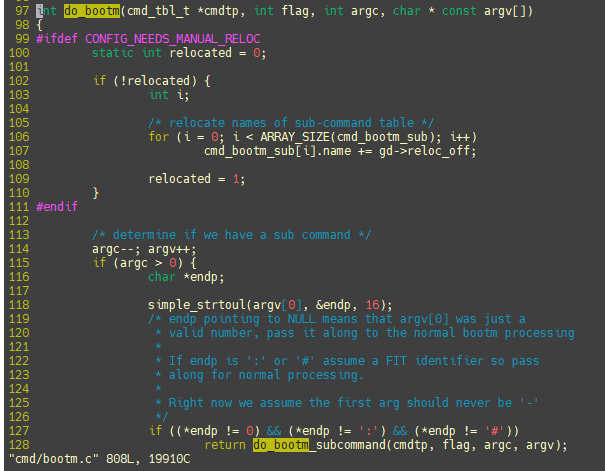 97 int do_bootm(cmd_tbl_t *cmdtp, int flag, int argc, char * const argv[])
98 {
99 #ifdef CONFIG_NEEDS_MANUAL_RELOC
100         static int relocated = 0;
101
102         if (!relocated) {
103                 int i;
104
105                 /* relocate names of sub-command table */
106                 for (i = 0; i < ARRAY_SIZE(cmd_bootm_sub); i++)
107                         cmd_bootm_sub[i].name += gd->reloc_off;
108
109                 relocated = 1;
110         }
111 #endif
112
113         /* determine if we have a sub command */
114         argc--; argv++;
115         if (argc > 0) {
116                 char *endp;
117
118                 simple_strtoul(argv[0], &endp, 16);
119                 /* endp pointing to NULL means that argv[0] was just a
120                  * valid number, pass it along to the normal bootm processing
121                  *
122                  * If endp is ':' or '#' assume a FIT identifier so pass
123                  * along for normal processing.
124                  *
125                  * Right now we assume the first arg should never be '-'
126                  */
127                 if ((*endp != 0) && (*endp != ':') && (*endp != '#'))
128                         return do_bootm_subcommand(cmdtp, flag, argc, argv);
"cmd/bootm.c" 808L, 19910C